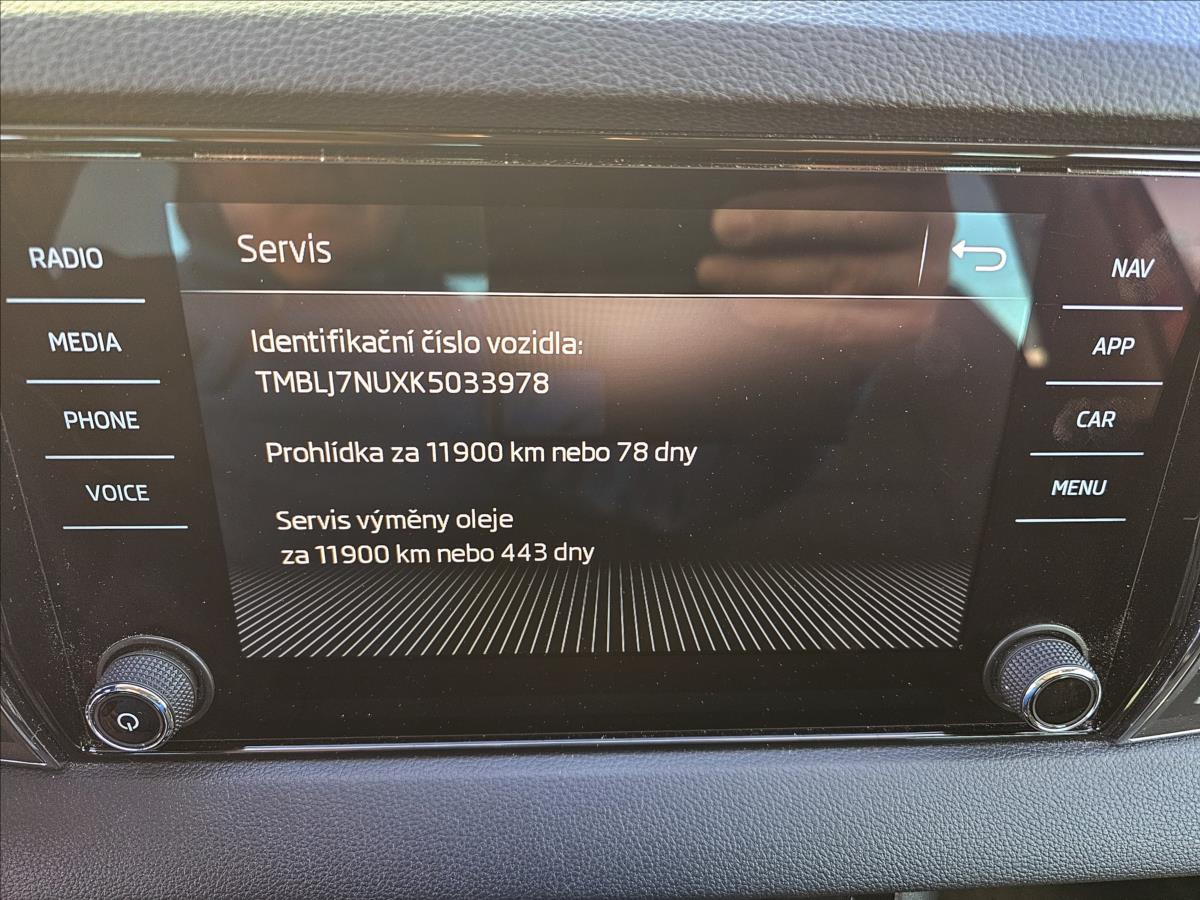 Servis
RADIO
MEDIA
PHONE
VOICE
Identifikační číslo vozidla:
TMBLJ7NUXK5033978
Prohlídka za 11900 km nebo 78 dny
Servis výměny oleje
za 11900 km nebo 443 dny
NAV
APP
CAR
MENU